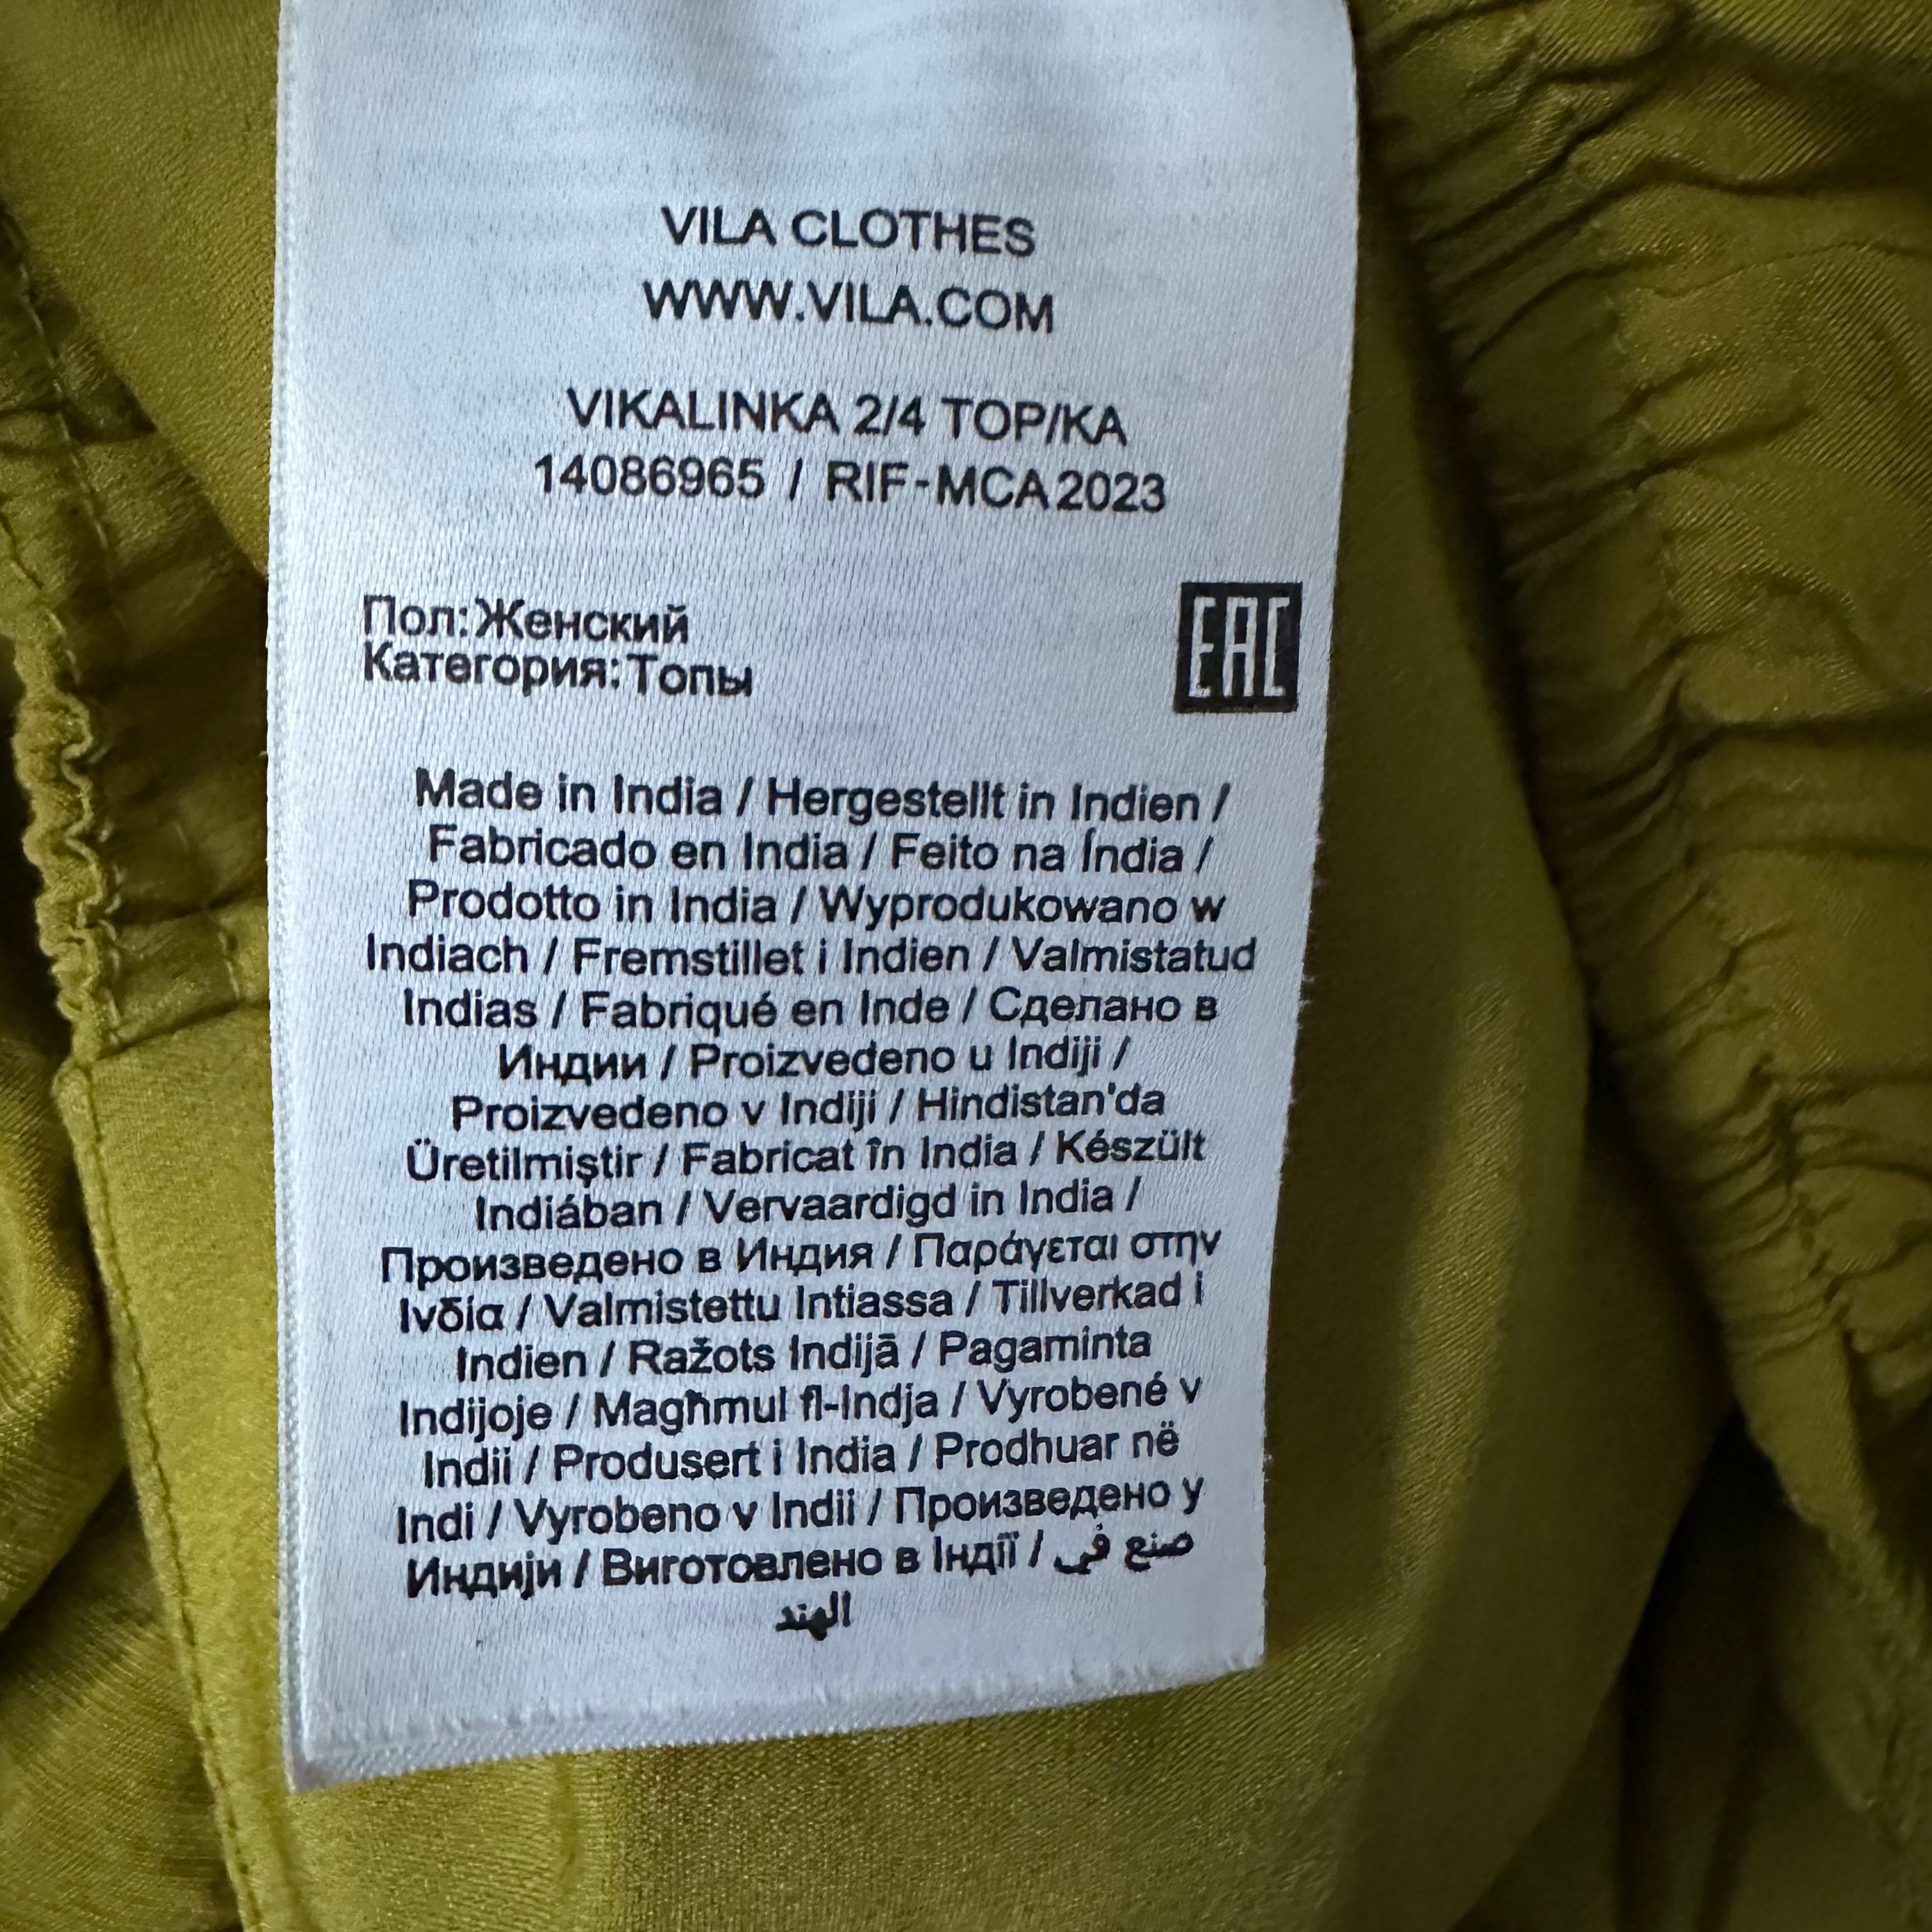 VILA CLOTHES
WWW.VILA.COM
VIKALINKA 2/4 TOP/KA
14086965 / RIF-MCA2023
Пол:Женский
Категория:Топы
EAC
Made in India / Hergestellt in Indien /
Fabricado en India / Feito na Índia /
Prodotto in India / Wyprodukowano w
Indiach / Fremstillet i Indien / Valmistatud
Indias / Fabriqué en Inde / Сделано в
Индии / Proizvedeno u Indiji /
Proizvedeno v Indiji / Hindistan'da
Üretilmiştir / Fabricat în India / Készült
Indiában / Vervaardigd in India /
Произведено в Индия / Παράγεται στην
Ινδία / Valmistettu Intiassa / Tillverkad i
Indien / Ražots Indijā / Pagaminta
Indijoje / Magħmul fl-Indja / Vyrobené v
Indii / Produsert i India / Prodhuar në
Indi / Vyrobeno v Indii / Произведено у
Индији / Виготовлено в Індії / صنع في
الهند